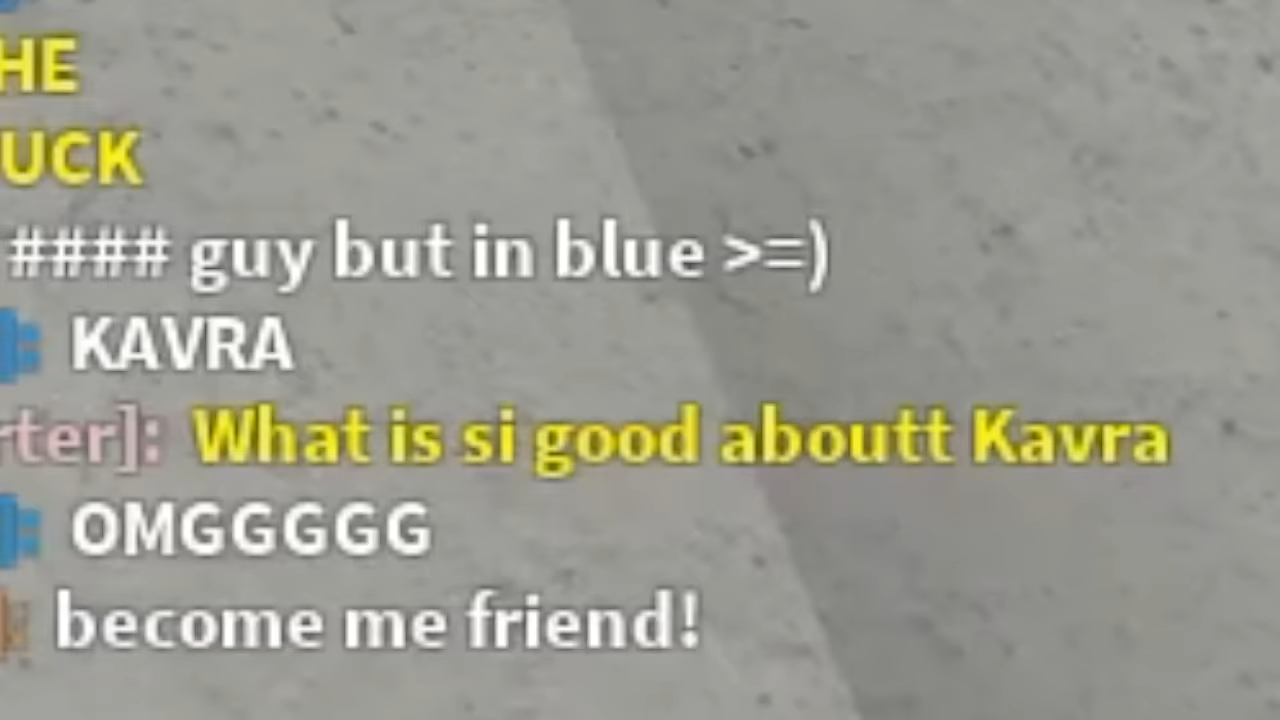 HE
UCK
#### guy but in blue >=)
]: KAVRA
rter]: What is si good aboutt Kavra
]: OMGGGGG
]: become me friend!